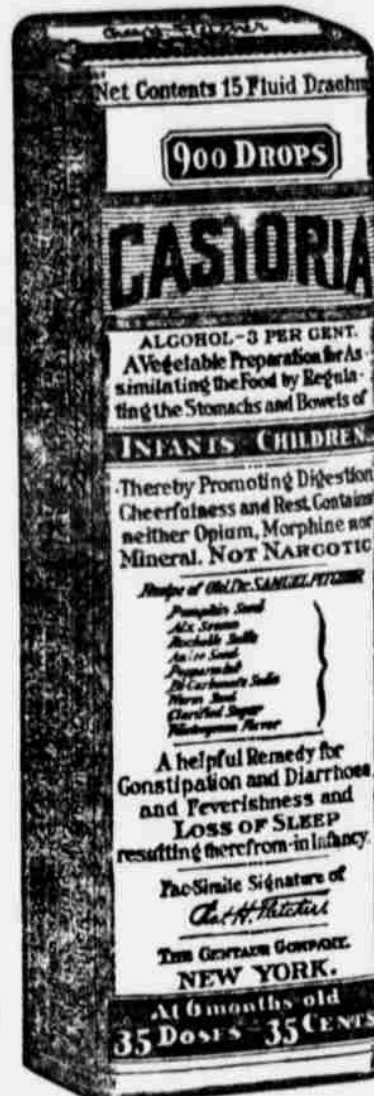 Net Contents 15 Fluid Drachm
900 DROPS
CASTORIA
ALCOHOL-3 PER CENT.
A Vegetable Preparation for As-
similating the Food by Regula-
ting the Stomachs and Bowels of
INFANTS CHILDREN
Thereby Promoting Digestion
Cheerfulness and Rest. Contains
neither Opium, Morphine nor
Mineral. NOT NARCOTIC
Recipe of Old Dr. SAMUEL PITCHER
Pumpkin Seed
Alx Senna
Rochelle Salts
Anise Seed
Peppermint
Bi Carbonate Soda
Worm Seed
Clarified Sugar
Wintergreen Flavor
A helpful Remedy for
Constipation and Diarrhoea
and Feverishness and
LOSS OF SLEEP
resulting therefrom-in Infancy.
Fac-Simile Signature of
Chas. H. Fletcher
THE CENTAUR COMPANY.
NEW YORK.
At 6 months old
35 DOSES - 35 CENTS